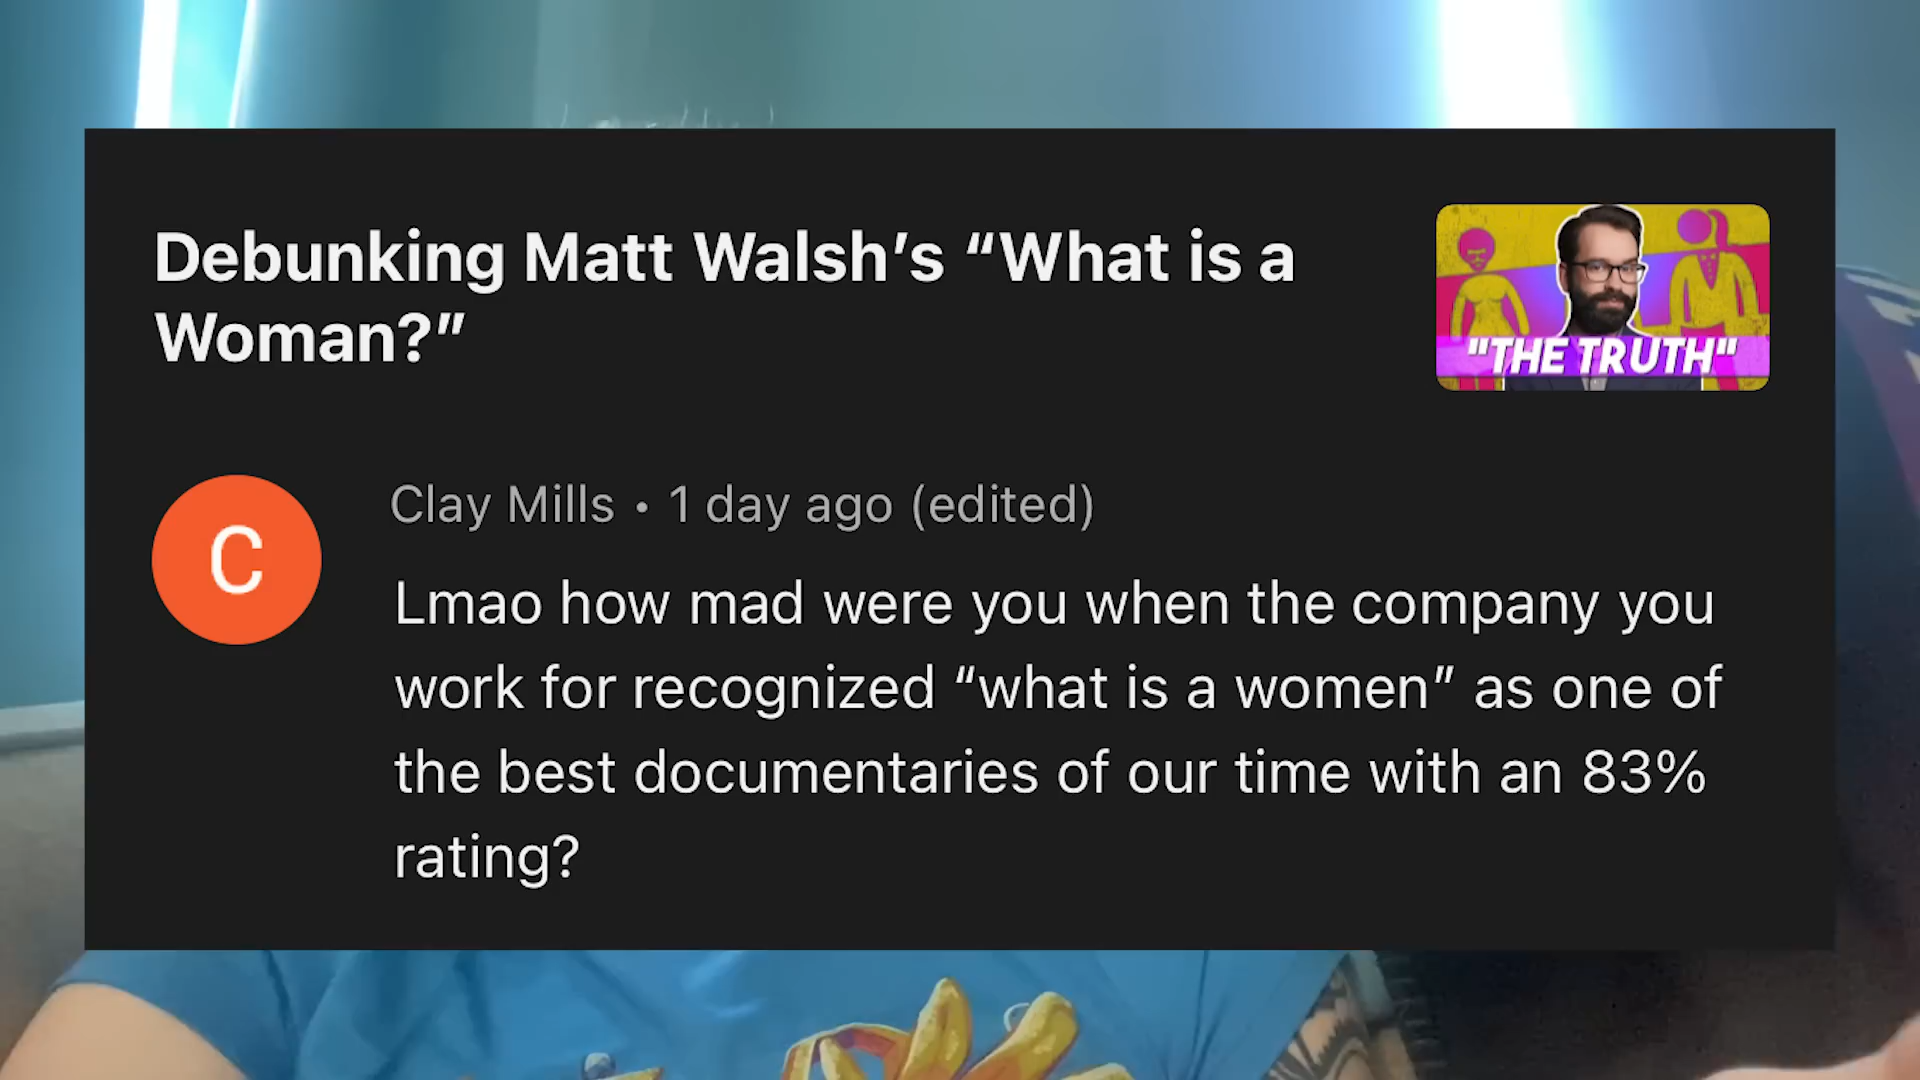 Debunking Matt Walsh’s “What is a
Woman?”
"THE TRUTH"
C
Clay Mills • 1 day ago (edited)
Lmao how mad were you when the company you
work for recognized “what is a women” as one of
the best documentaries of our time with an 83%
rating?